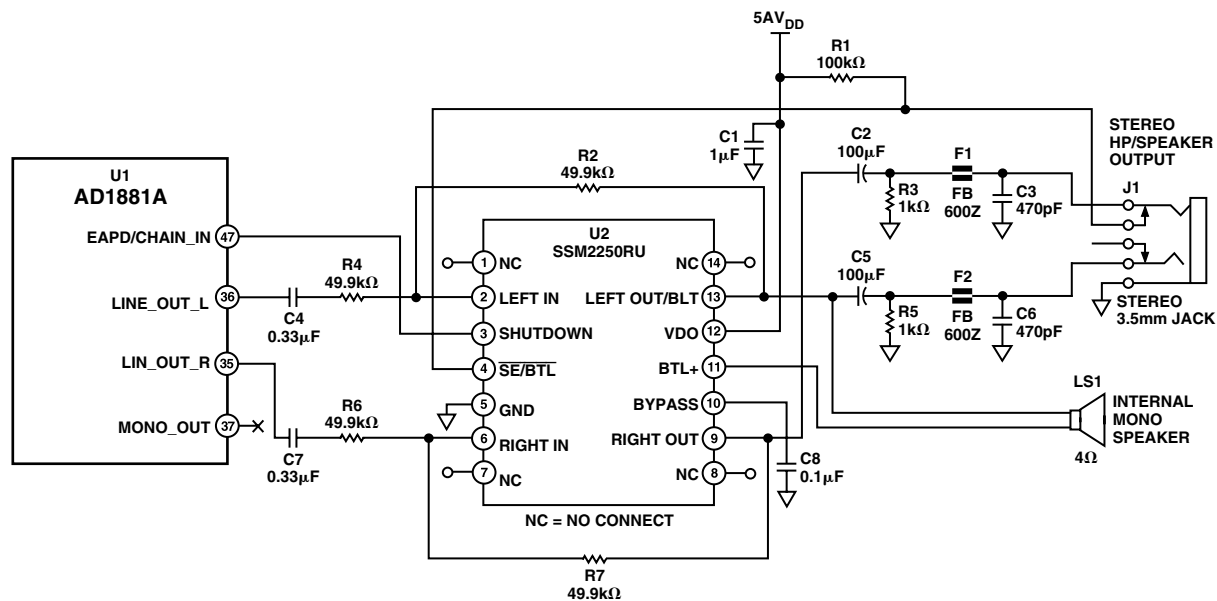 5AVDD
R1
100kΩ
C1
1μF
C2
100μF
F1
FB
600Z
R3
1kΩ
C3
470pF
STEREO
HP/SPEAKER
OUTPUT
J1
U1
AD1881A
EAPD/CHAIN_IN
47
LINE_OUT_L
36
LIN_OUT_R
35
MONO_OUT
37
R2
49.9kΩ
R4
49.9kΩ
C4
0.33μF
R6
49.9kΩ
C7
0.33μF
U2
SSM2250RU
1
NC
2
LEFT IN
3
SHUTDOWN
4
SE/BTL
5
GND
6
RIGHT IN
7
NC
NC
14
LEFT OUT/BLT
13
VDO
12
BTL+
11
BYPASS
10
RIGHT OUT
9
NC
8
NC = NO CONNECT
C5
100μF
F2
FB
600Z
R5
1kΩ
C6
470pF
STEREO
3.5mm JACK
LS1
INTERNAL
MONO
SPEAKER
4Ω
C8
0.1μF
R7
49.9kΩ